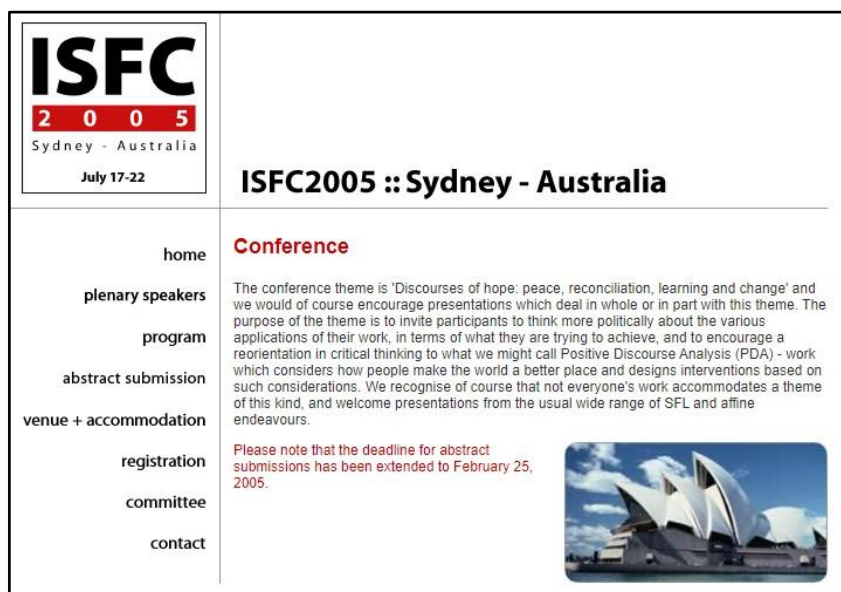 ISFC
2 0 0 5
Sydney - Australia
July 17-22
ISFC2005 :: Sydney - Australia
home
plenary speakers
program
abstract submission
venue + accommodation
registration
committee
contact
Conference
The conference theme is 'Discourses of hope: peace, reconciliation, learning and change' and
we would of course encourage presentations which deal in whole or in part with this theme. The
purpose of the theme is to invite participants to think more politically about the various
applications of their work, in terms of what they are trying to achieve, and to encourage a
reorientation in critical thinking to what we might call Positive Discourse Analysis (PDA) - work
which considers how people make the world a better place and designs interventions based on
such considerations. We recognise of course that not everyone's work accommodates a theme
of this kind, and welcome presentations from the usual wide range of SFL and affine
endeavours.
Please note that the deadline for abstract
submissions has been extended to February 25,
2005.